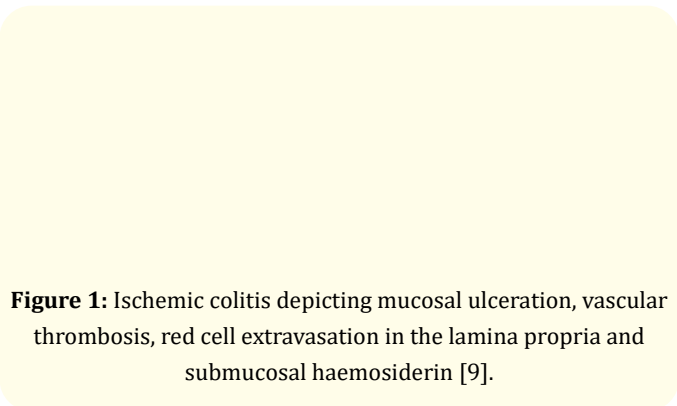 Figure 1: Ischemic colitis depicting mucosal ulceration, vascular
thrombosis, red cell extravasation in the lamina propria and
submucosal haemosiderin [9].